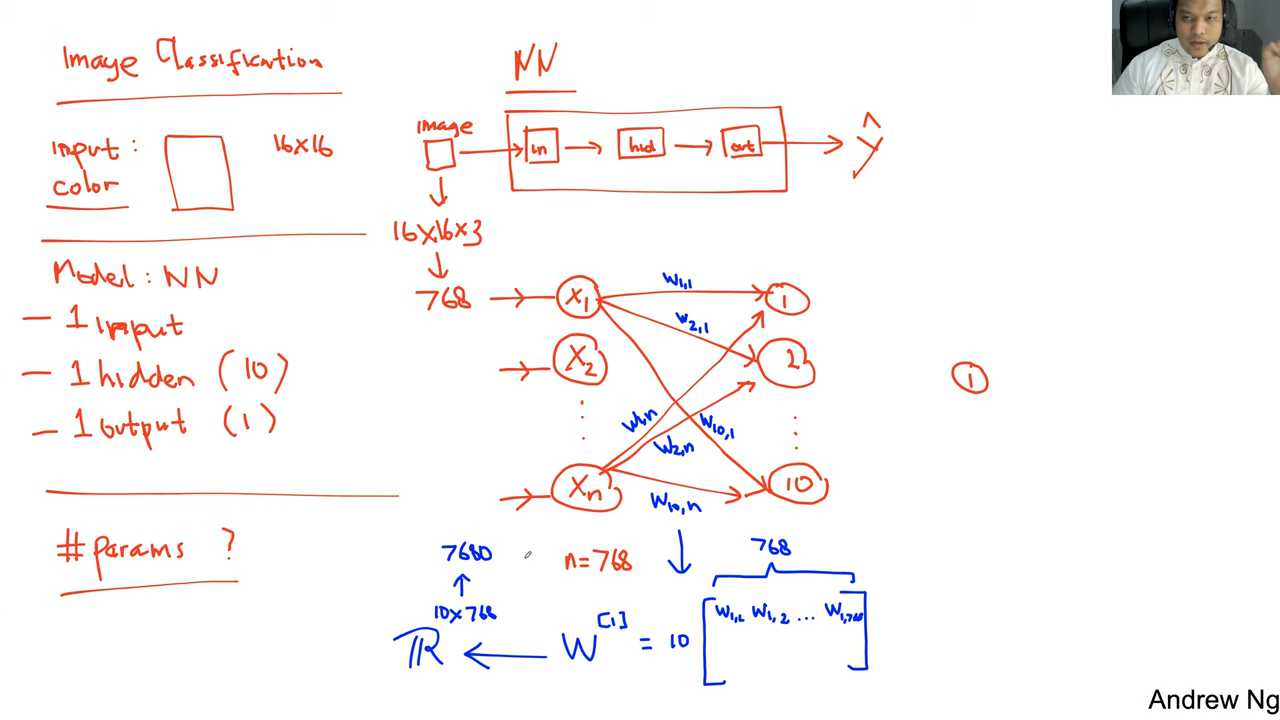 Image Classification
input :
color
16x16
Model : NN
— 1 input
— 1 hidden (10)
— 1 output (1)
# params ?
NN
image
in
hid
out
ŷ
16x16x3
768
x₁
x₂
⋮
xₙ
W₁,₁
W₂,₁
W₁₀,₁
W₁,n
W₂,n
W₁₀,n
1
2
⋮
10
1
n=768
7680
10x768
ℝ
W[1] = 10
768
W₁,₁ W₁,₂ ... W₁,₇₆₈
Andrew Ng